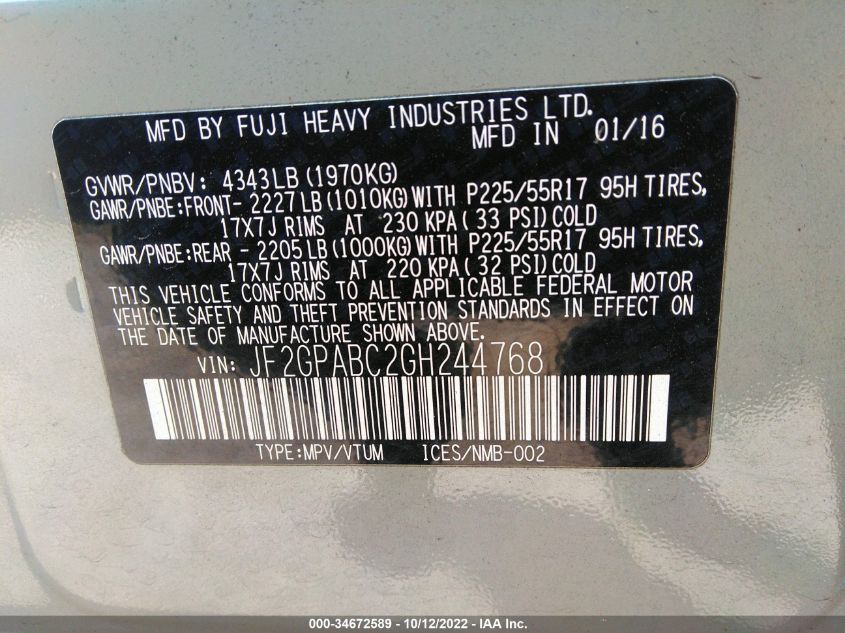 MFD BY FUJI HEAVY INDUSTRIES LTD.
MFD IN 01/16
GVWR/PNBV: 4343LB (1970KG)
GAWR/PNBE:FRONT- 2227LB (1010KG) WITH P225/55R17 95H TIRES,
17X7J RIMS AT 230 KPA ( 33 PSI) COLD
GAWR/PNBE:REAR - 2205LB (1000KG) WITH P225/55R17 95H TIRES,
17X7J RIMS AT 220 KPA ( 32 PSI) COLD
THIS VEHICLE CONFORMS TO ALL APPLICABLE FEDERAL MOTOR
VEHICLE SAFETY AND THEFT PREVENTION STANDARDS IN EFFECT ON
THE DATE OF MANUFACTURE SHOWN ABOVE.
VIN: JF2GPABC2GH244768
TYPE:MPV/VTUM ICES/NMB-002
000-34672589 - 10/12/2022 - IAA Inc.